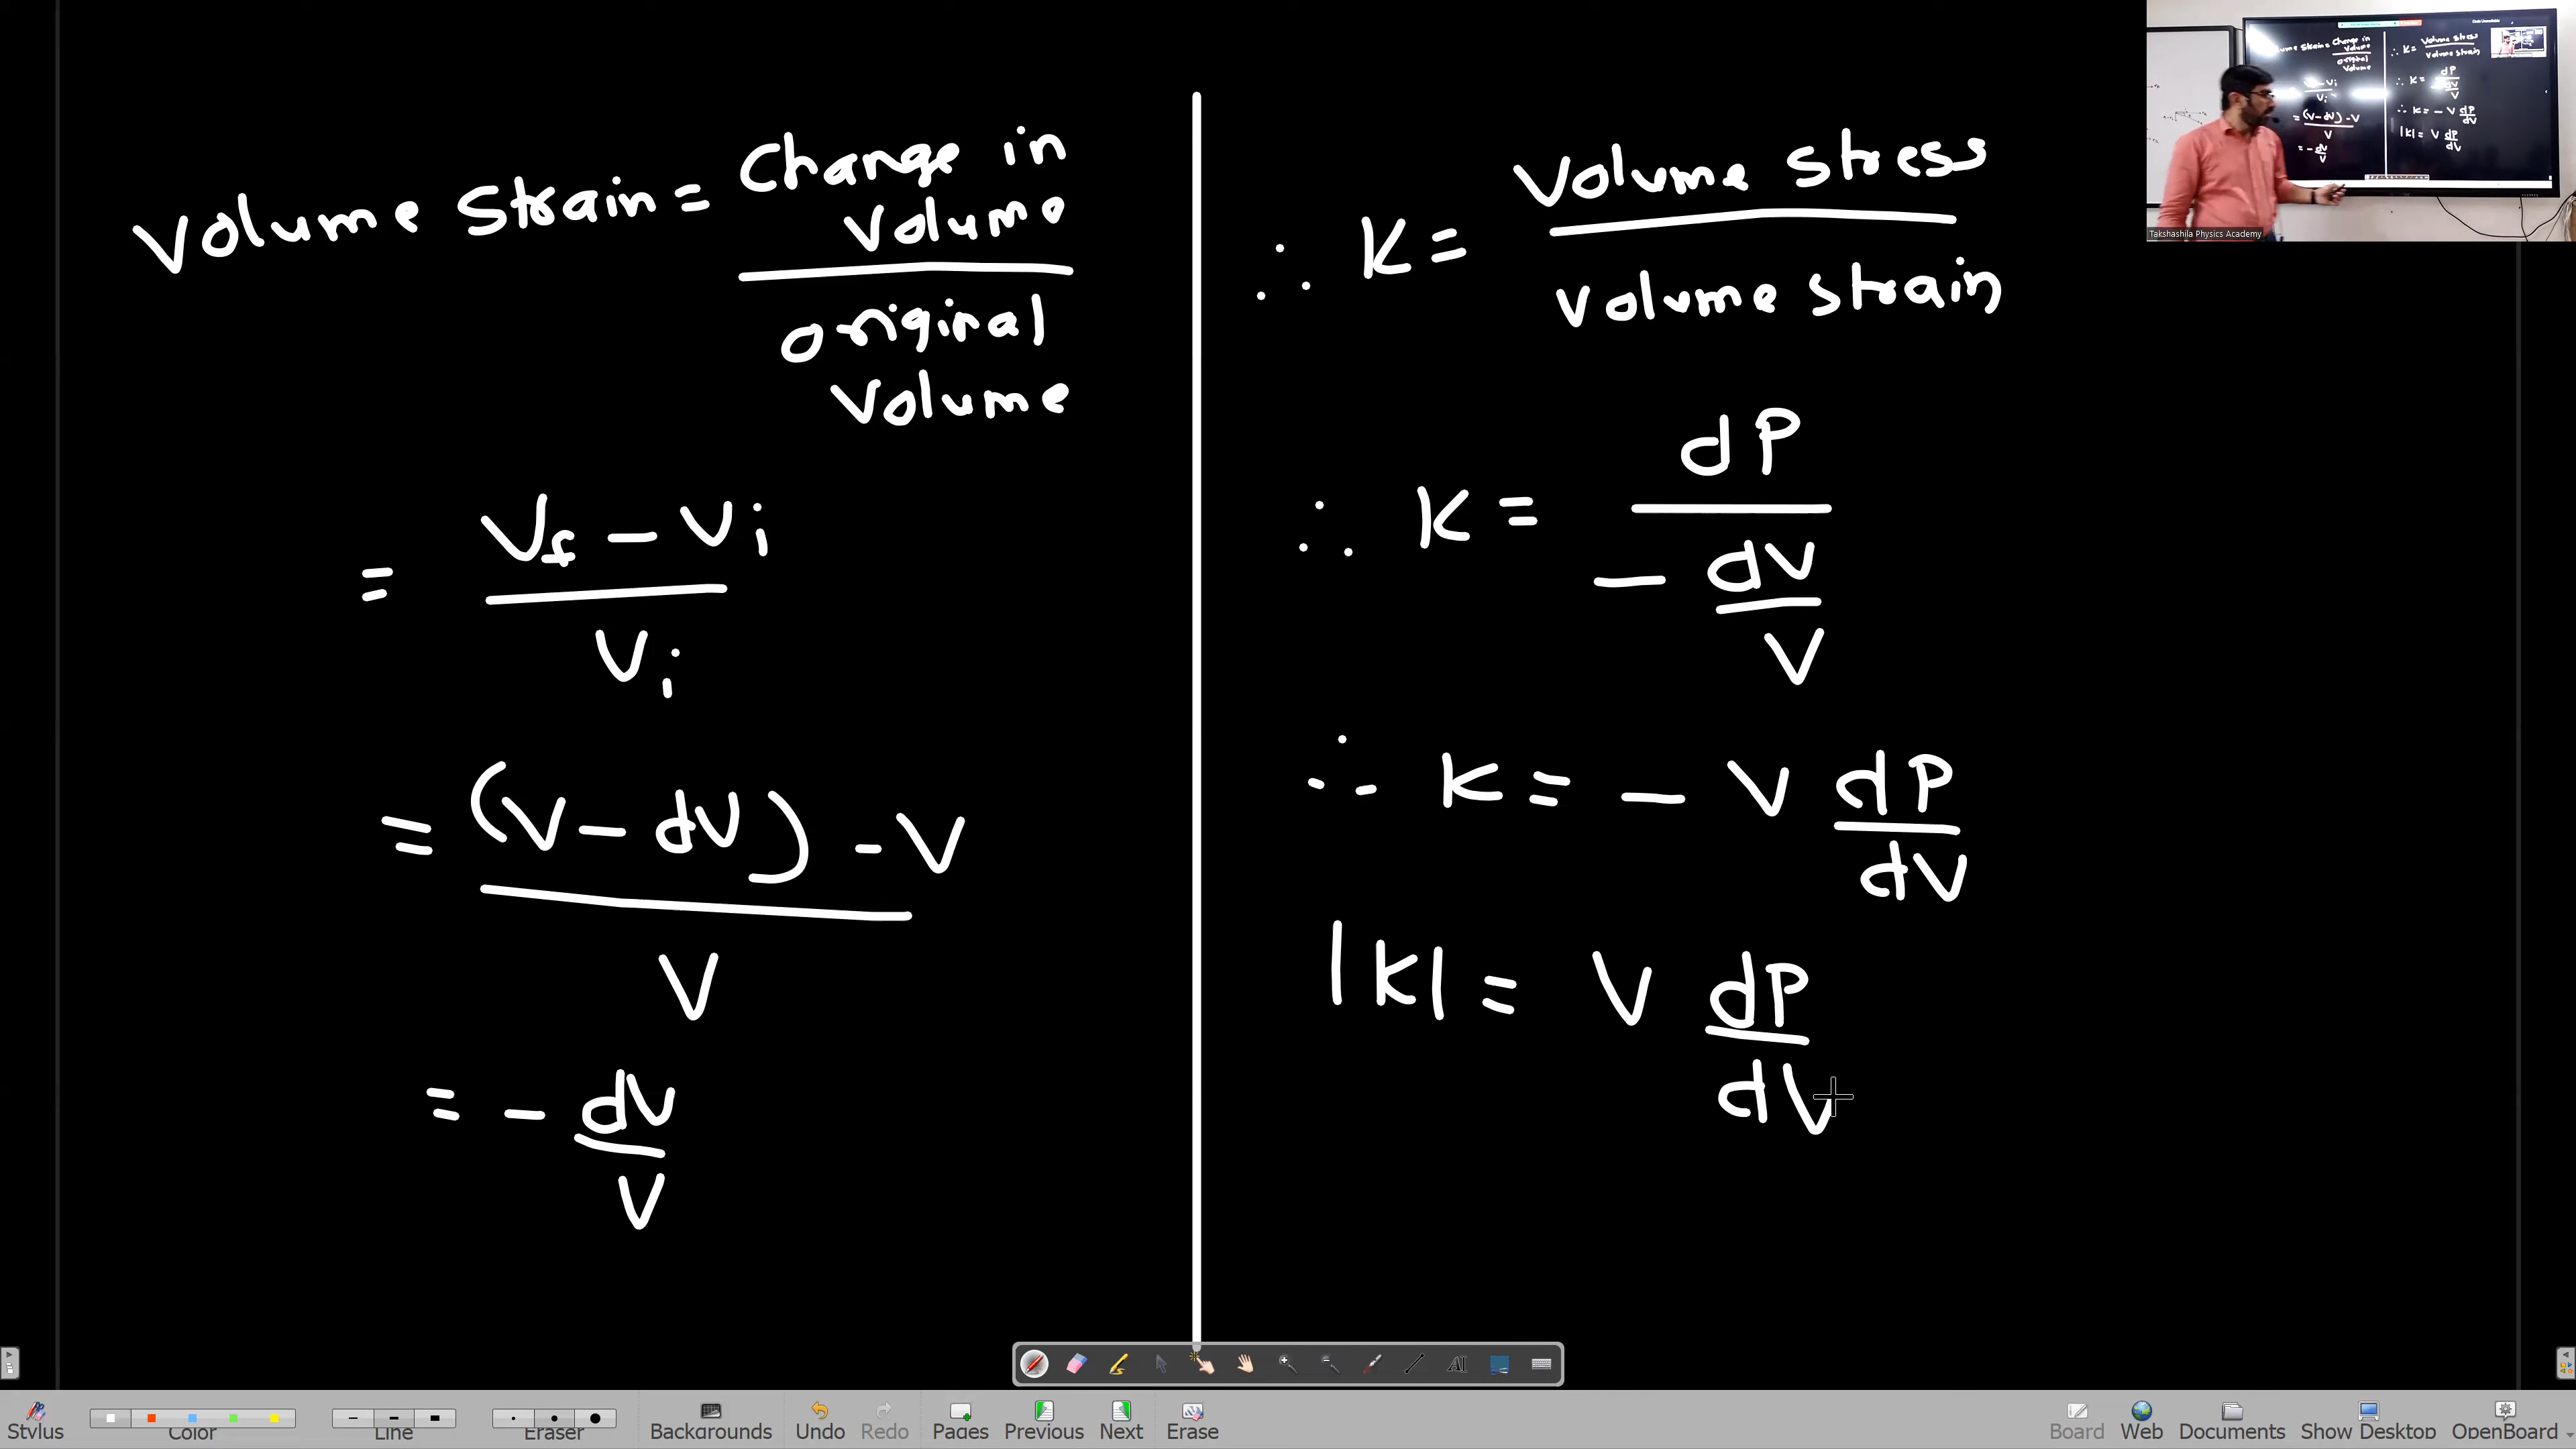 Volume Strain = Change in Volume / original Volume
= Vf - Vi / Vi
= (V - dV) - V / V
= - dV / V
∴ K = Volume stress / Volume strain
∴ K = dP / - dV / V
∴ K = - V dP / dV
|K| = V dP / dV
Takshashila Physics Academy
Stylus Color Line Eraser Backgrounds Undo Redo Pages Previous Next Erase Board Web Documents Show Desktop OpenBoard